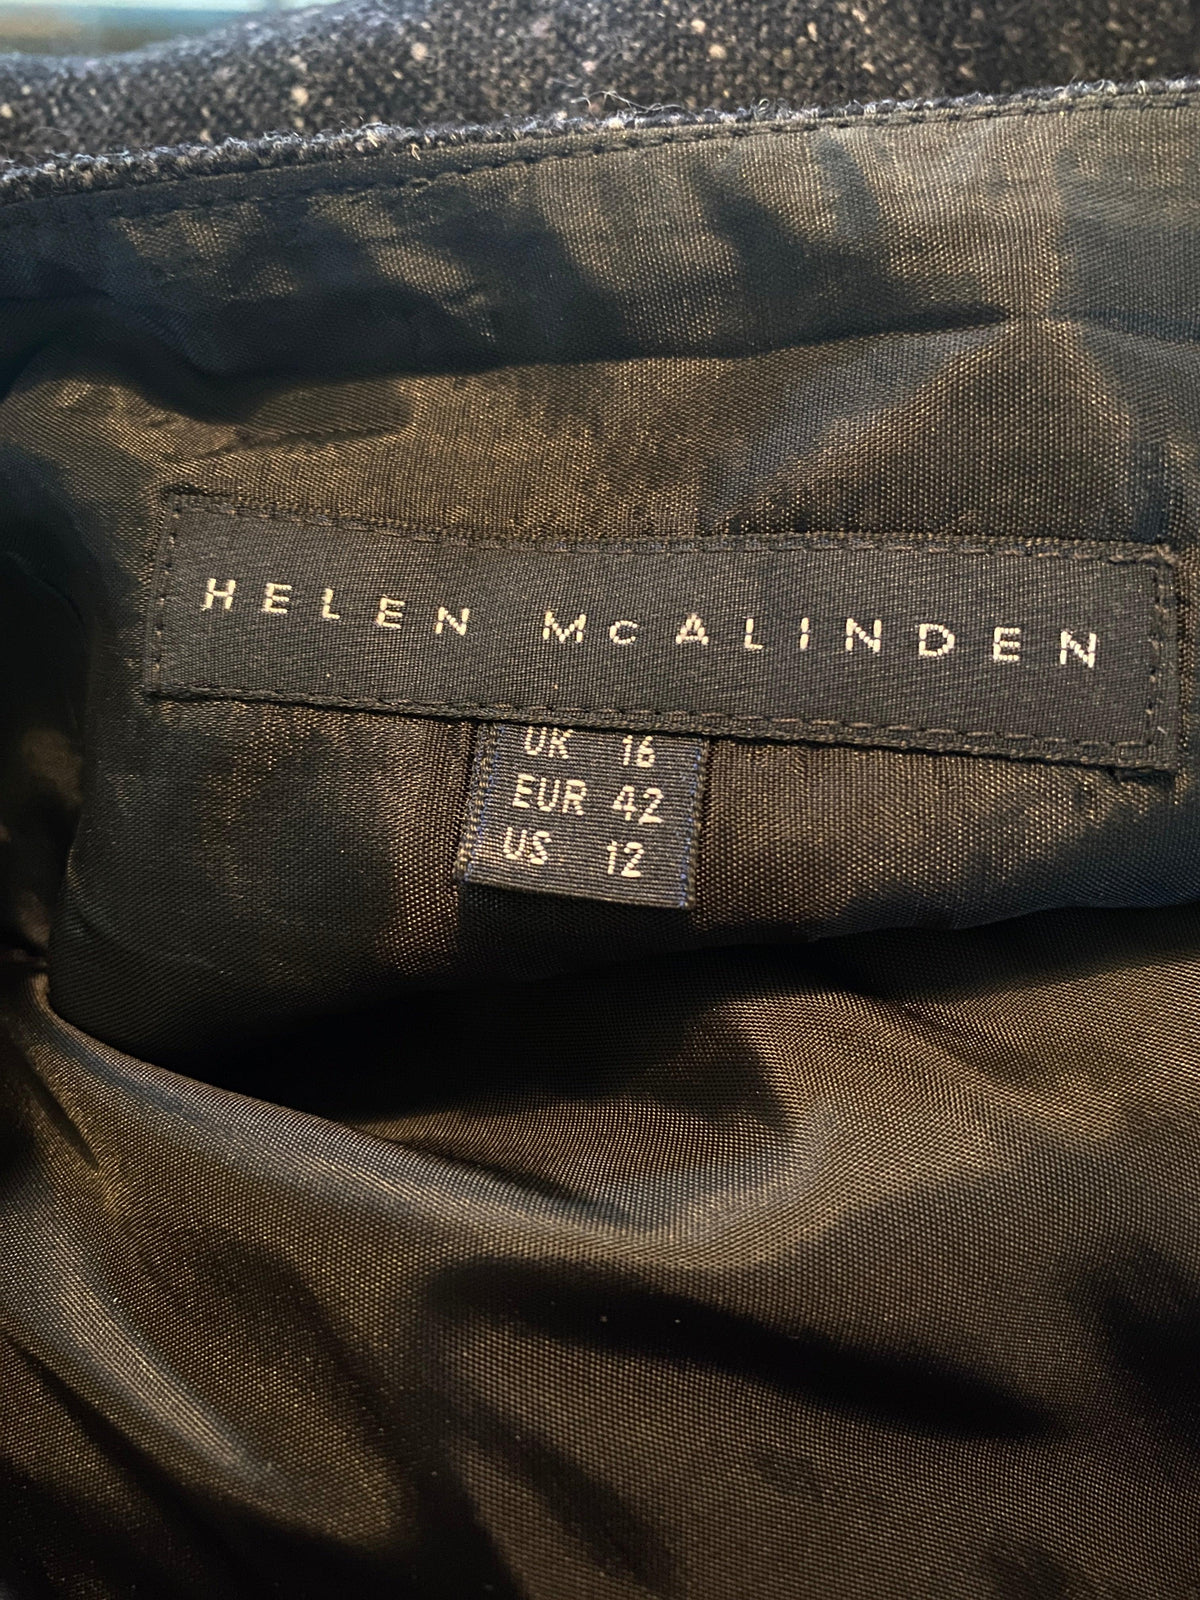 HELEN McALINDEN
UK 16
EUR 42
US 12